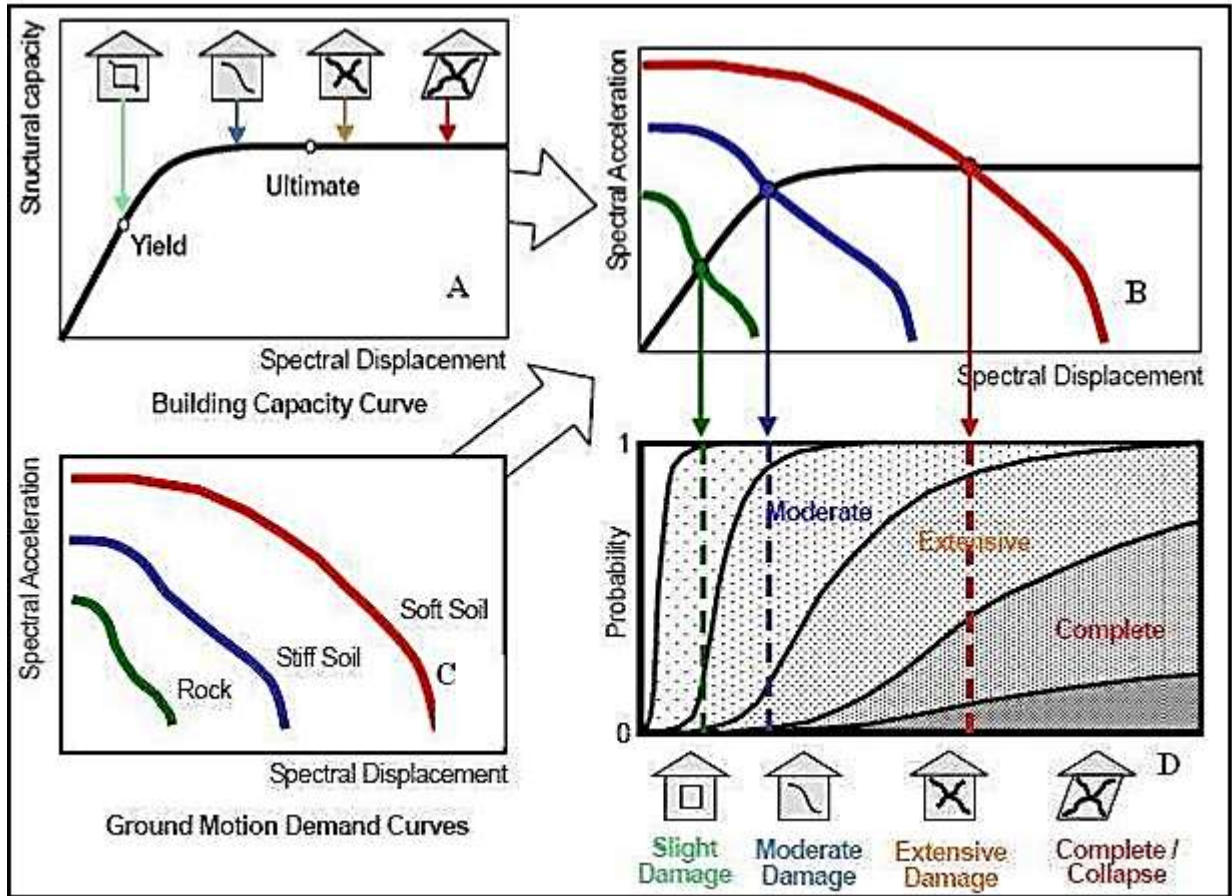 Structural capacity
Yield
Ultimate
A
Spectral Displacement
Building Capacity Curve
Spectral Acceleration
B
Spectral Displacement
Spectral Acceleration
Soft Soil
Stiff Soil
Rock
C
Spectral Displacement
Ground Motion Demand Curves
Probability
1
0
Moderate
Extensive
Complete
D
Slight
Damage
Moderate
Damage
Extensive
Damage
Complete /
Collapse